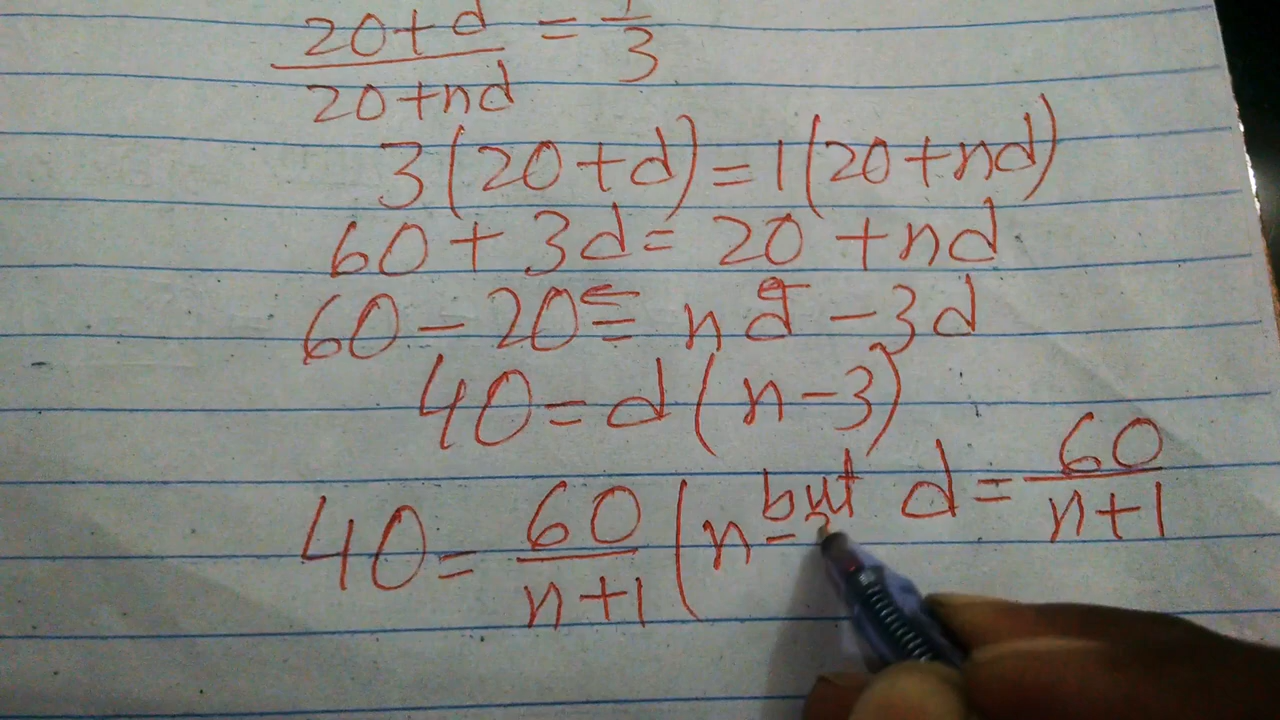 20+d / 20+nd = 1/3
3(20+d)=1(20+nd)
60+3d=20+nd
60-20=nd-3d
40=d(n-3)
but d=60/n+1
40=60/n+1(n-